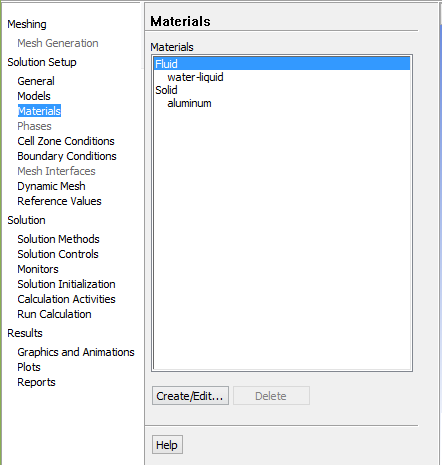 Meshing
Mesh Generation
Solution Setup
General
Models
Materials
Phases
Cell Zone Conditions
Boundary Conditions
Mesh Interfaces
Dynamic Mesh
Reference Values
Solution
Solution Methods
Solution Controls
Monitors
Solution Initialization
Calculation Activities
Run Calculation
Results
Graphics and Animations
Plots
Reports
Materials
Materials
Fluid
water-liquid
Solid
aluminum
Create/Edit... Delete
Help